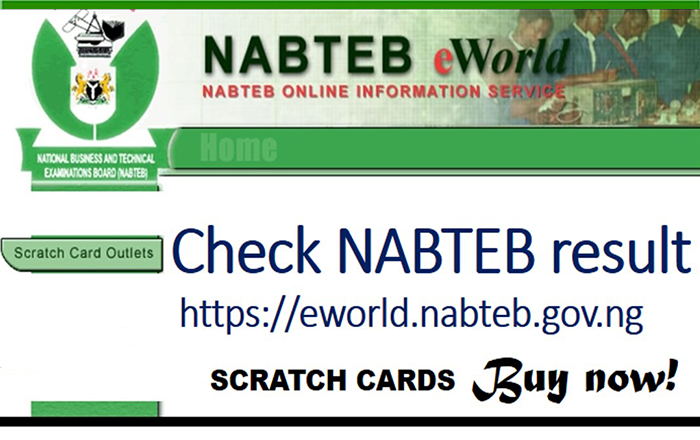 NABTEB eWorld
NABTEB ONLINE INFORMATION SERVICE
NATIONAL BUSINESS AND TECHNICAL
EXAMINATIONS BOARD (NABTEB)
Home
Scratch Card Outlets
Check NABTEB result
https://eworld.nabteb.gov.ng
SCRATCH CARDS Buy now!